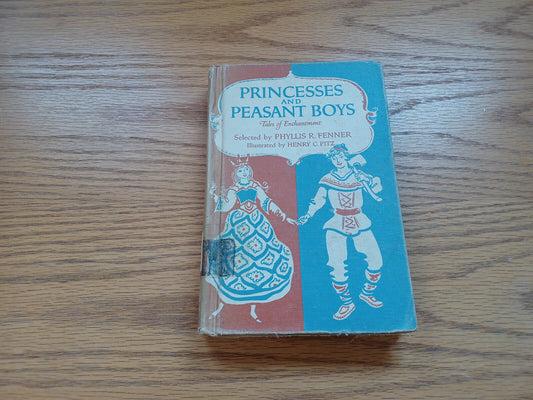 PRINCESSES
AND
PEASANT BOYS
Tales of Enchantment
Selected by PHYLLIS R. FENNER
Illustrated by HENRY C. PITZ